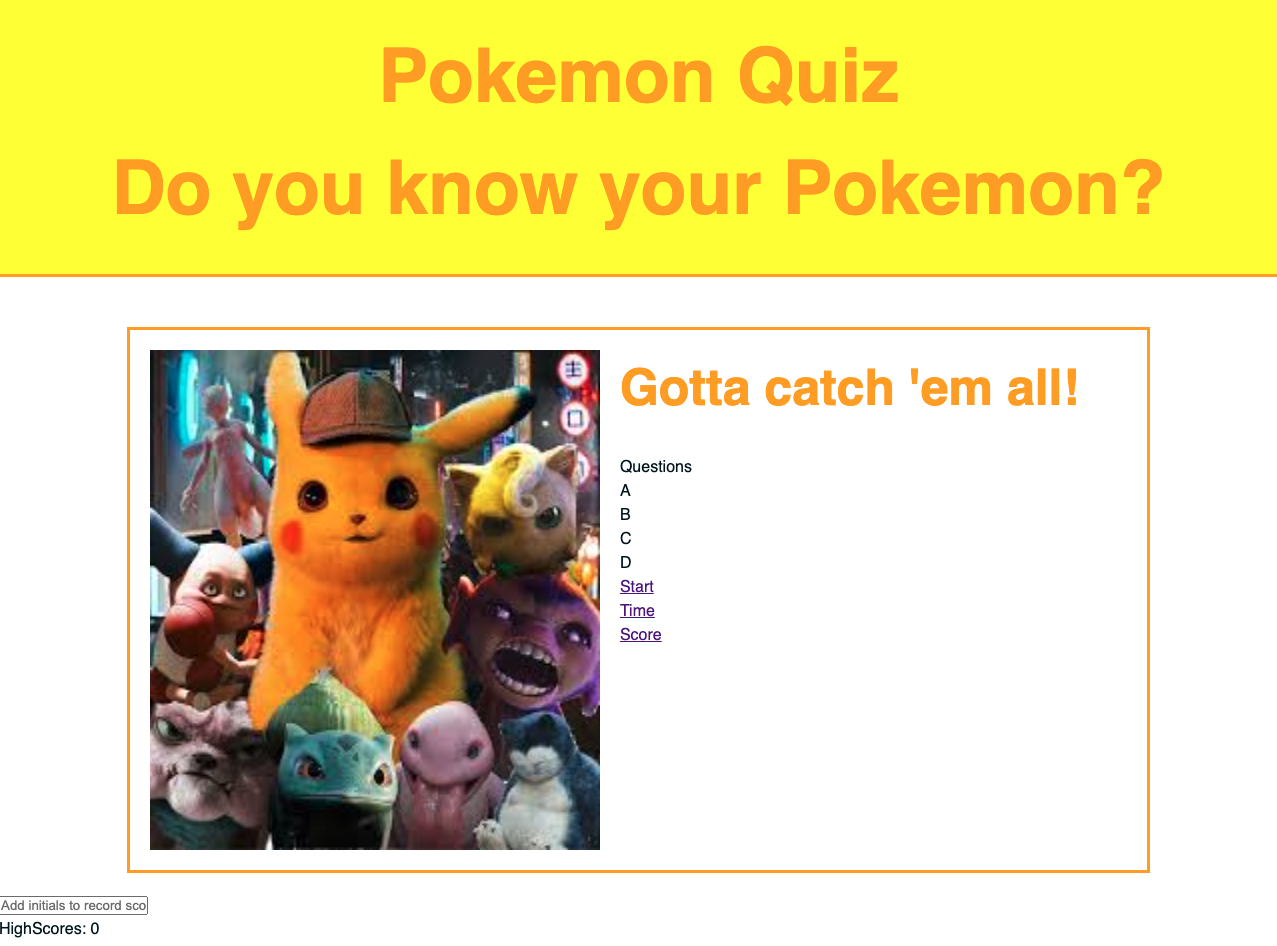 Pokemon Quiz
Do you know your Pokemon?
Gotta catch 'em all!
Questions
A
B
C
D
Start
Time
Score
Add initials to record sco
HighScores: 0